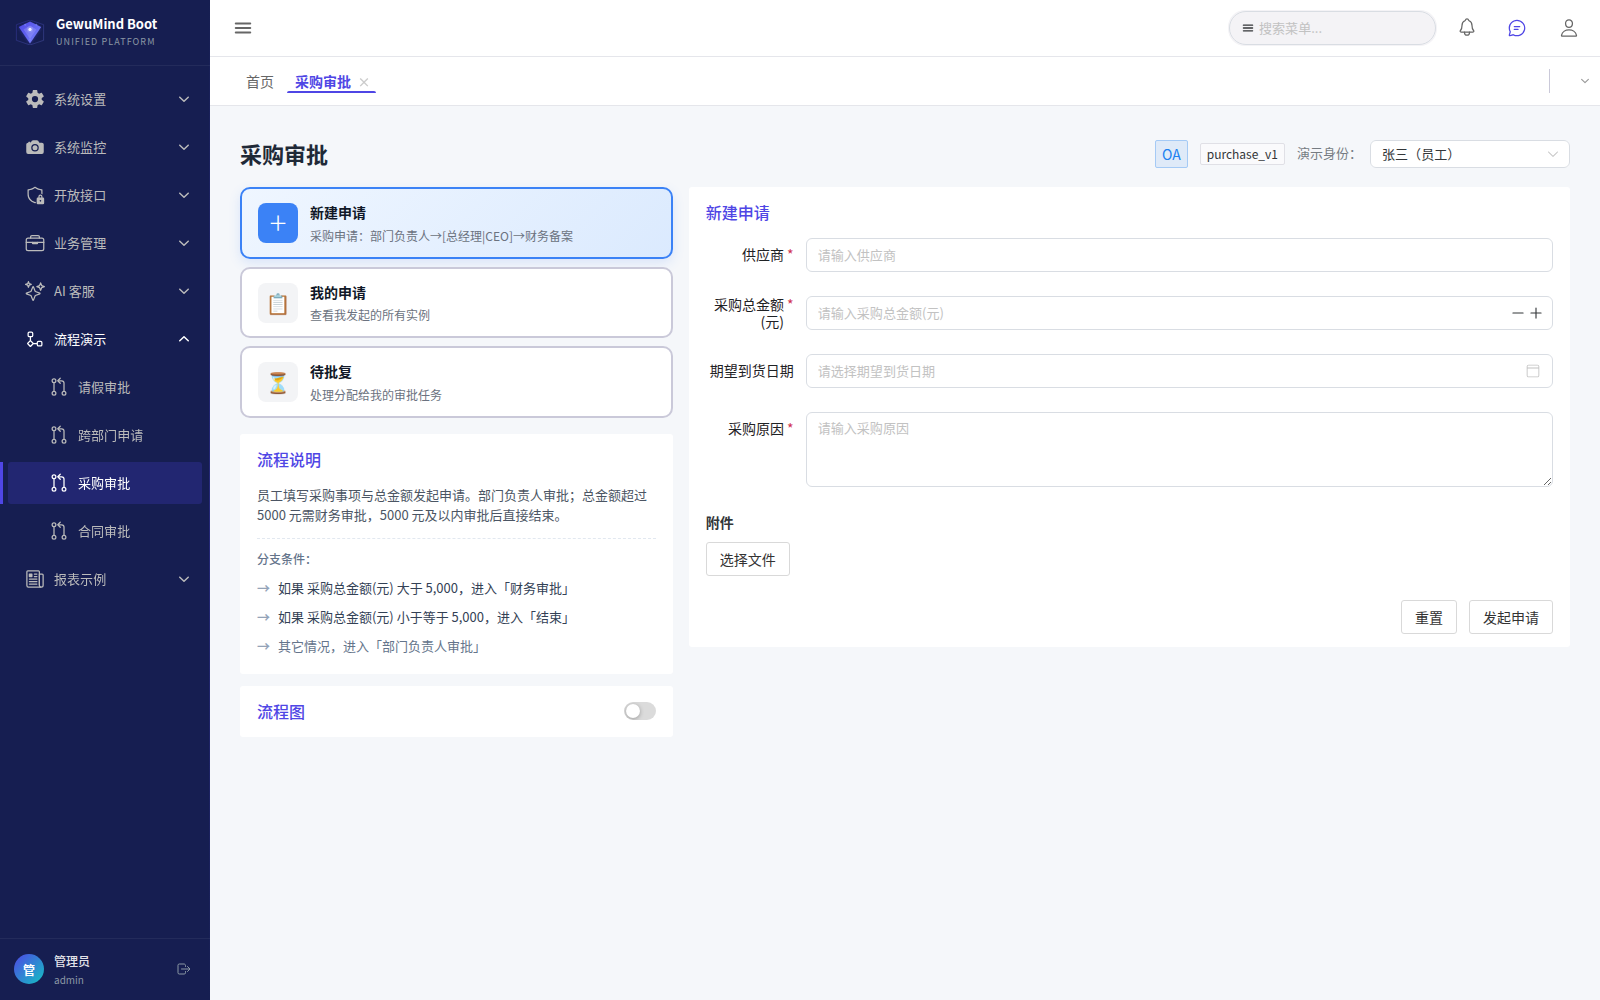 GewuMind Boot
UNIFIED PLATFORM
系统设置
系统监控
开放接口
业务管理
AI 客服
流程演示
请假审批
跨部门申请
采购审批
合同审批
报表示例
管
管理员
admin
搜索菜单...
首页
采购审批
采购审批
OA
purchase_v1
演示身份：
张三（员工）
新建申请
采购申请：部门负责人→[总经理|CEO]→财务备案
我的申请
查看我发起的所有实例
待批复
处理分配给我的审批任务
流程说明
员工填写采购事项与总金额发起申请。部门负责人审批；总金额超过
5000 元需财务审批，5000 元及以内审批后直接结束。
分支条件：
→ 如果 采购总金额(元) 大于 5,000，进入「财务审批」
→ 如果 采购总金额(元) 小于等于 5,000，进入「结束」
→ 其它情况，进入「部门负责人审批」
流程图
新建申请
供应商 *
请输入供应商
采购总金额 *
(元)
请输入采购总金额(元)
期望到货日期
请选择期望到货日期
采购原因 *
请输入采购原因
附件
选择文件
重置
发起申请